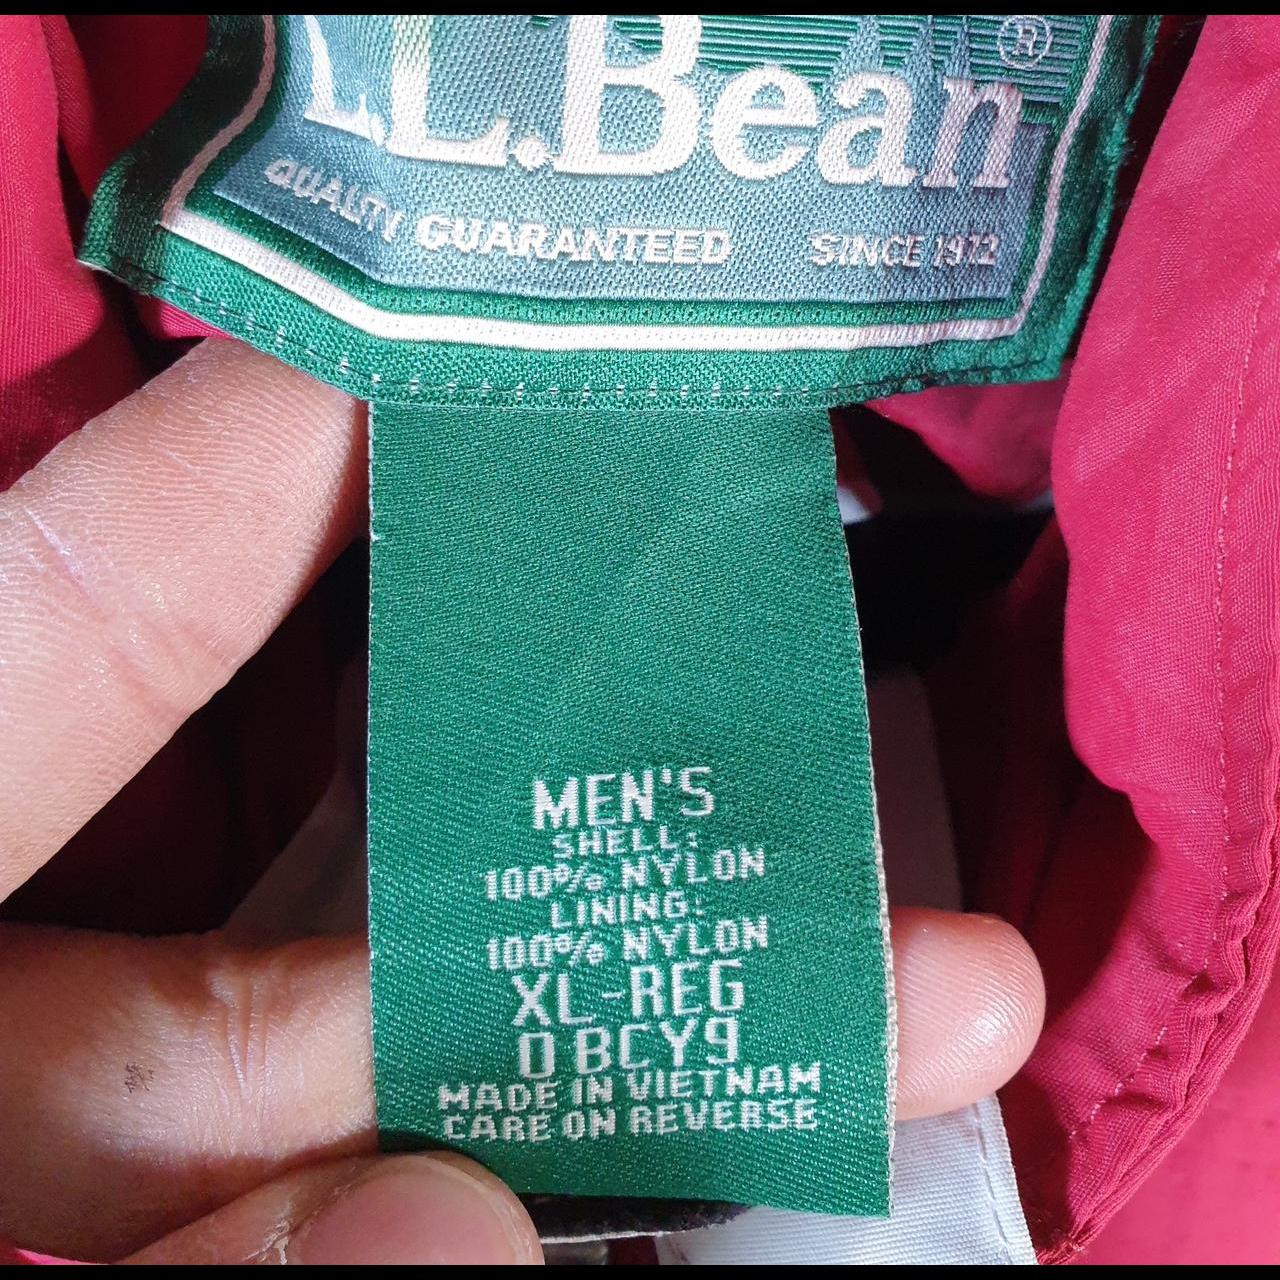 L.L.Bean®
QUALITY GUARANTEED SINCE 1912
MEN'S
SHELL:
100% NYLON
LINING:
100% NYLON
XL-REG
0 BCY9
MADE IN VIETNAM
CARE ON REVERSE